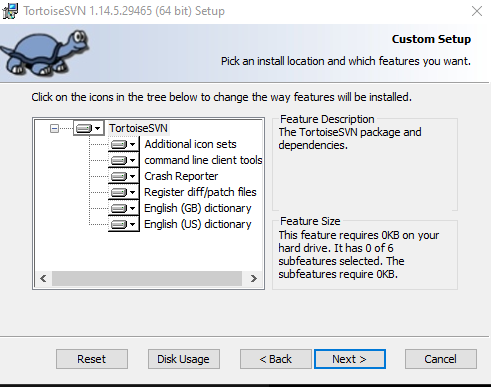 TortoiseSVN 1.14.5.29465 (64 bit) Setup
Custom Setup
Pick an install location and which features you want.
Click on the icons in the tree below to change the way features will be installed.
TortoiseSVN
Additional icon sets
command line client tools
Crash Reporter
Register diff/patch files
English (GB) dictionary
English (US) dictionary
Feature Description
The TortoiseSVN package and
dependencies.
Feature Size
This feature requires 0KB on your
hard drive. It has 0 of 6
subfeatures selected. The
subfeatures require 0KB.
Reset
Disk Usage
< Back
Next >
Cancel